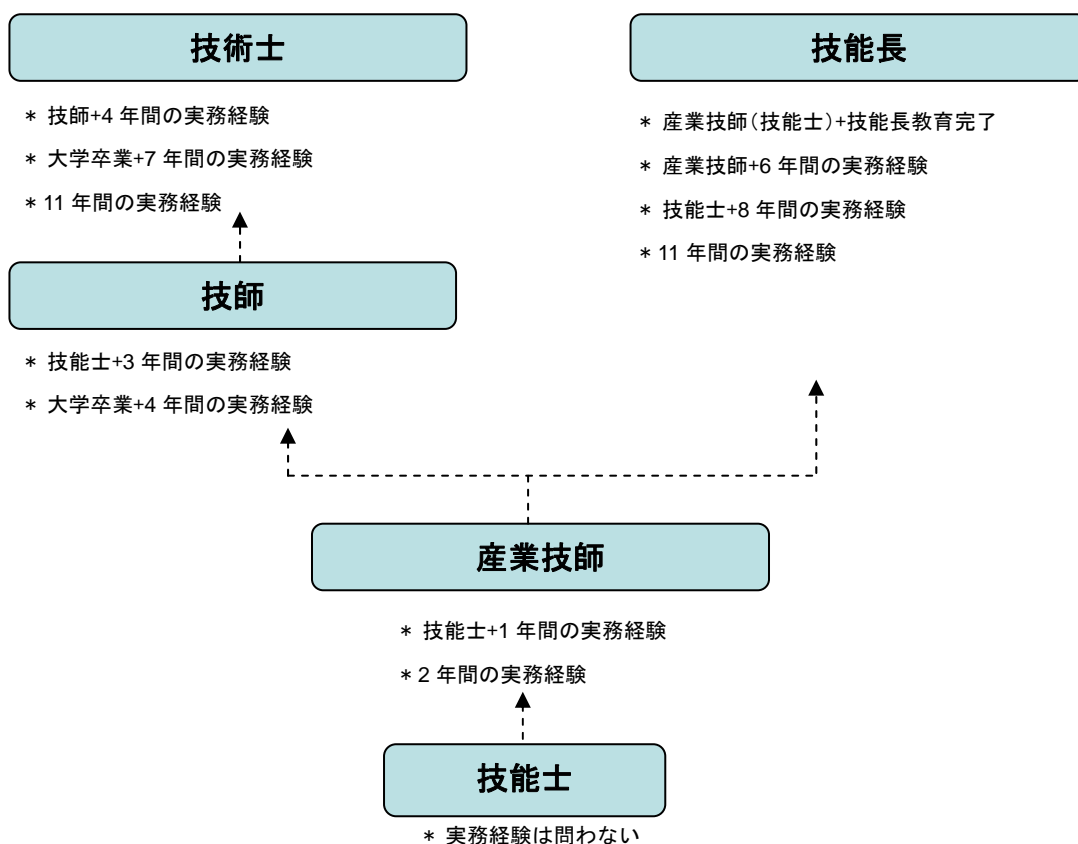 技術士
* 技師+4 年間の実務経験
* 大学卒業+7 年間の実務経験
* 11 年間の実務経験
技能長
* 産業技師(技能士)+技能長教育完了
* 産業技師+6 年間の実務経験
* 技能士+8 年間の実務経験
* 11 年間の実務経験
技師
* 技能士+3 年間の実務経験
* 大学卒業+4 年間の実務経験
産業技師
* 技能士+1 年間の実務経験
* 2 年間の実務経験
技能士
* 実務経験は問わない